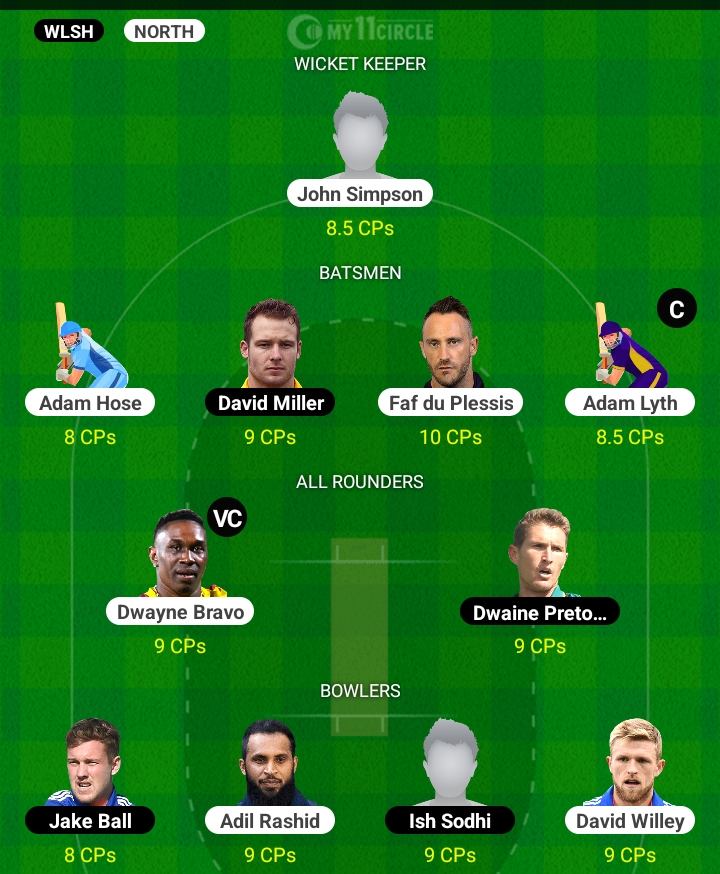 WLSH NORTH MY11CIRCLE
WICKET KEEPER
John Simpson
8.5 CPs
BATSMEN
C
Adam Hose David Miller Faf du Plessis Adam Lyth
8 CPs 9 CPs 10 CPs 8.5 CPs
ALL ROUNDERS
VC
Dwayne Bravo Dwaine Preto...
9 CPs 9 CPs
BOWLERS
Jake Ball Adil Rashid Ish Sodhi David Willey
8 CPs 9 CPs 9 CPs 9 CPs